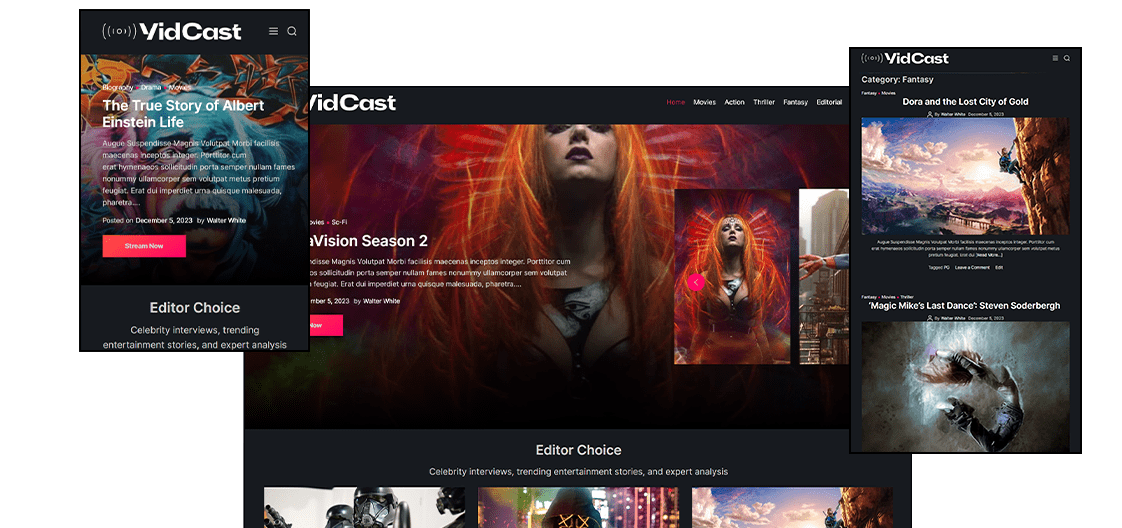 VidCast
Biography Drama Movies
The True Story of Albert
Einstein Life
Augue Suspendisse Magnis Volutpat Morbi facilisis
maecenas inceptos integer. Porttitor cum
erat hymenaeos sollicitudin porta semper nullam fames
nonummy ullamcorper sem volutpat metus pretium
feugiat. Erat dui imperdiet urna quisque malesuada,
pharetra....
Posted on December 5, 2023 by Walter White
Stream Now
Editor Choice
Celebrity interviews, trending
entertainment stories, and expert analysis
VidCast
Home Movies Action Thriller Fantasy Editorial
ovies Sci-Fi
aVision Season 2
ndisse Magnis Volutpat Morbi facilisis maecenas inceptos integer. Porttitor cum
os sollicitudin porta semper nullam fames nonummy ullamcorper sem volutpat
feugiat. Erat dui imperdiet urna quisque malesuada, pharetra....
mber 5, 2023 by Walter White
Now
Editor Choice
Celebrity interviews, trending entertainment stories, and expert analysis
VidCast
Category: Fantasy
Fantasy Movies
Dora and the Lost City of Gold
By Walter White December 5, 2023
Augue Suspendisse Magnis Volutpat Morbi facilisis maecenas inceptos integer. Porttitor cum
erat hymenaeos sollicitudin porta semper nullam fames nonummy ullamcorper sem volutpat metus
pretium feugiat. Erat dui [Read More...]
Tagged PG Leave a Comment Edit
Fantasy Movies Thriller
'Magic Mike's Last Dance': Steven Soderbergh
By Walter White December 5, 2023